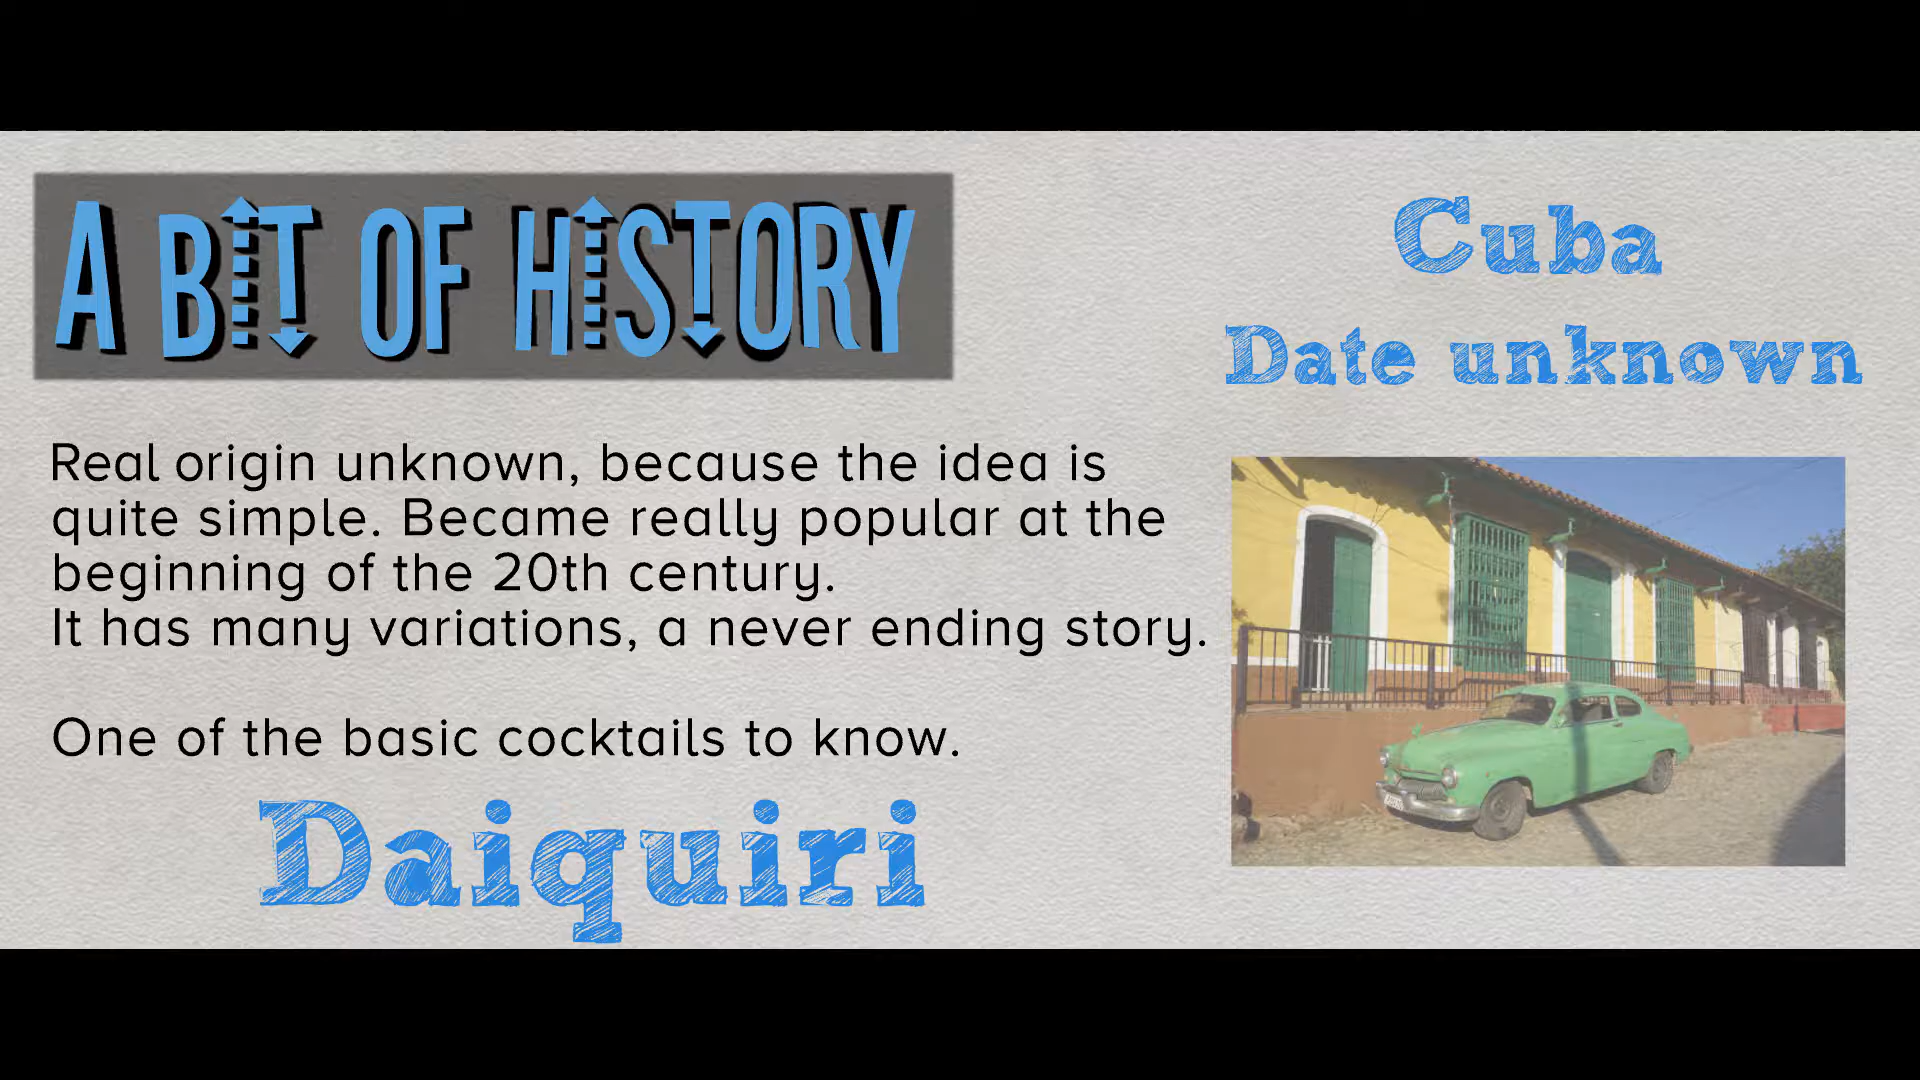 A BIT OF HISTORY
Cuba
Date unknown
Real origin unknown, because the idea is
quite simple. Became really popular at the
beginning of the 20th century.
It has many variations, a never ending story.
One of the basic cocktails to know.
Daiquiri